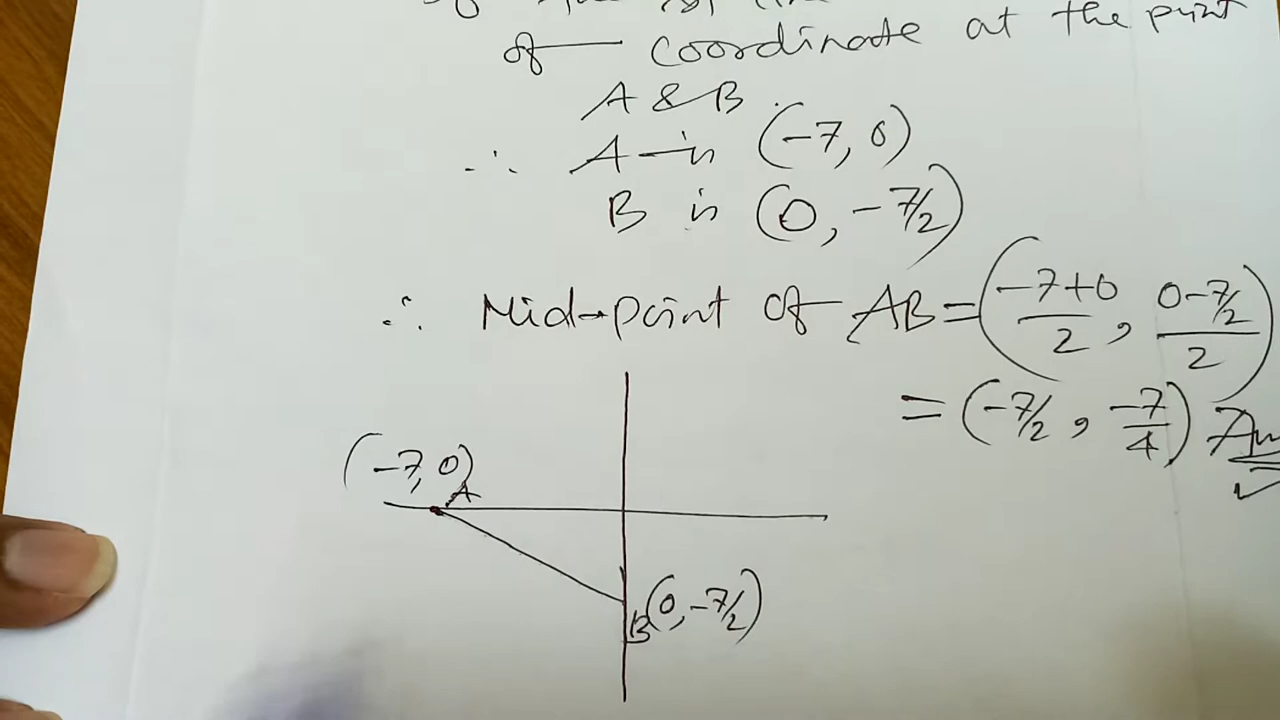 of coordinate at the point
A & B.
∴ A is (-7, 0)
B is (0, -7/2)
∴ Mid-point of AB = (-7+0/2, 0-7/2/2)
= (-7/2, -7/4) Ans
(-7, 0)
A
B (0, -7/2)